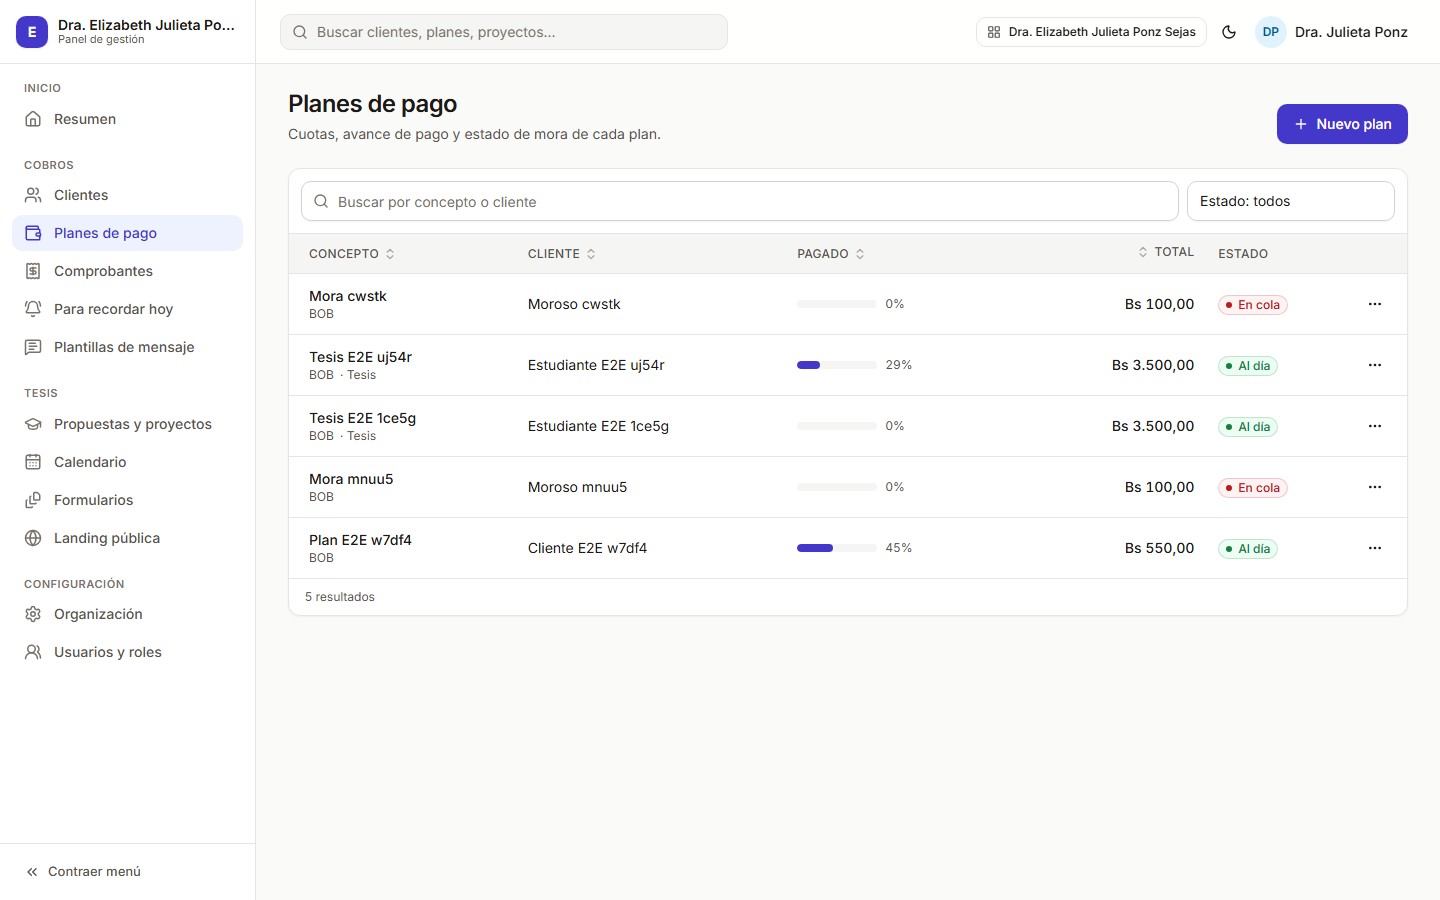 E
Dra. Elizabeth Julieta Po...
Panel de gestión
Buscar clientes, planes, proyectos...
Dra. Elizabeth Julieta Ponz Sejas
DP
Dra. Julieta Ponz
INICIO
Resumen
COBROS
Clientes
Planes de pago
Comprobantes
Para recordar hoy
Plantillas de mensaje
TESIS
Propuestas y proyectos
Calendario
Formularios
Landing pública
CONFIGURACIÓN
Organización
Usuarios y roles
Contraer menú
Planes de pago
Cuotas, avance de pago y estado de mora de cada plan.
Nuevo plan
Buscar por concepto o cliente
Estado: todos
CONCEPTO CLIENTE PAGADO TOTAL ESTADO
Mora cwstk
BOB
Moroso cwstk 0% Bs 100,00 En cola
Tesis E2E uj54r
BOB · Tesis
Estudiante E2E uj54r 29% Bs 3.500,00 Al día
Tesis E2E 1ce5g
BOB · Tesis
Estudiante E2E 1ce5g 0% Bs 3.500,00 Al día
Mora mnuu5
BOB
Moroso mnuu5 0% Bs 100,00 En cola
Plan E2E w7df4
BOB
Cliente E2E w7df4 45% Bs 550,00 Al día
5 resultados